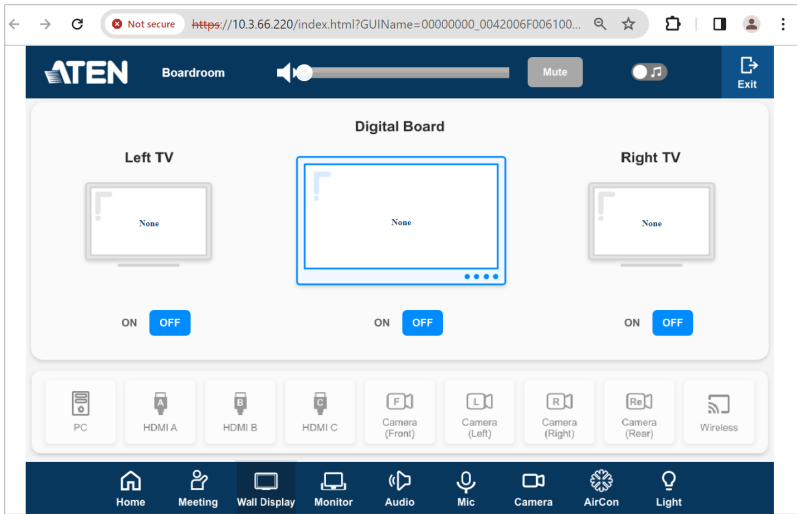 Not secure https://10.3.66.220/index.html?GUIName=00000000_0042006F006100...
ATEN Boardroom Mute Exit
Digital Board
Left TV Right TV
None None None
ON OFF ON OFF ON OFF
F L R Re
A B C
PC HDMI A HDMI B HDMI C Camera (Front) Camera (Left) Camera (Right) Camera (Rear) Wireless
Home Meeting Wall Display Monitor Audio Mic Camera AirCon Light